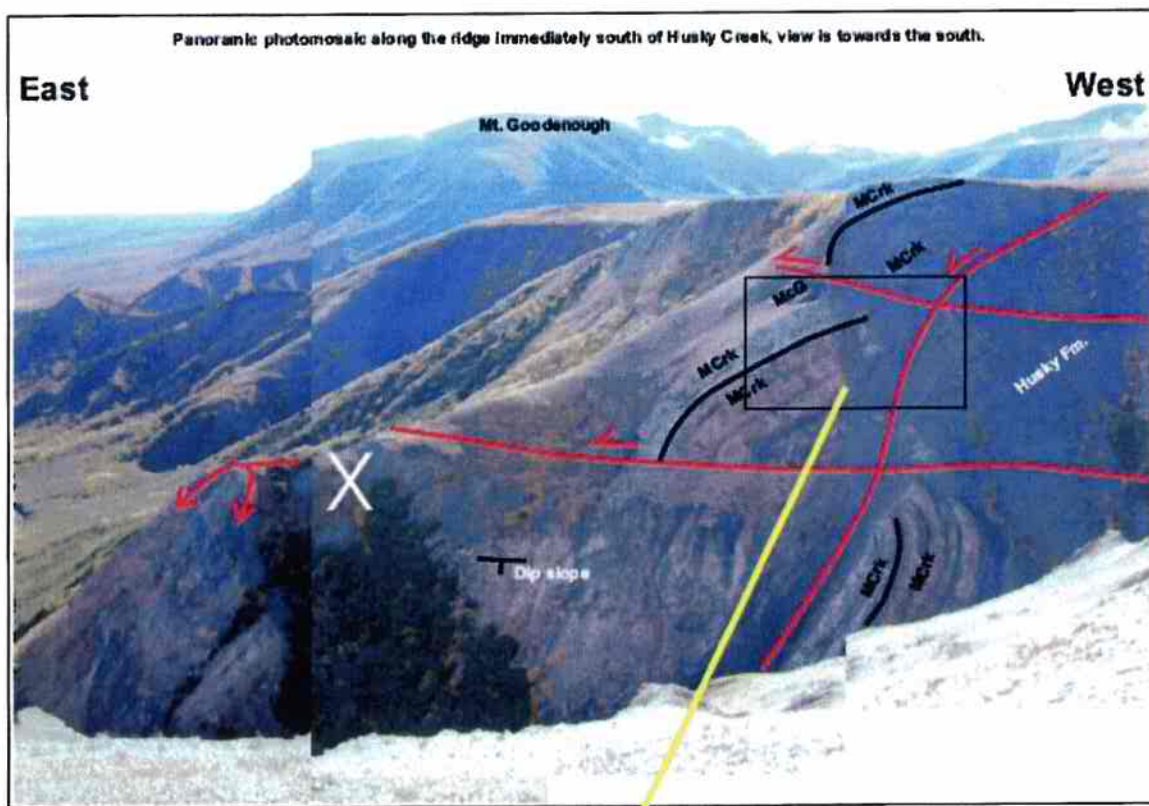 Panoramic photomosaic along the ridge immediately south of Husky Creek, view is towards the south.
East
West
Mt. Goodenough
MCrk
MCrk
McG
MCrk
MCrk
Husky Fm.
X
Dip slope
MCrk
MCrk